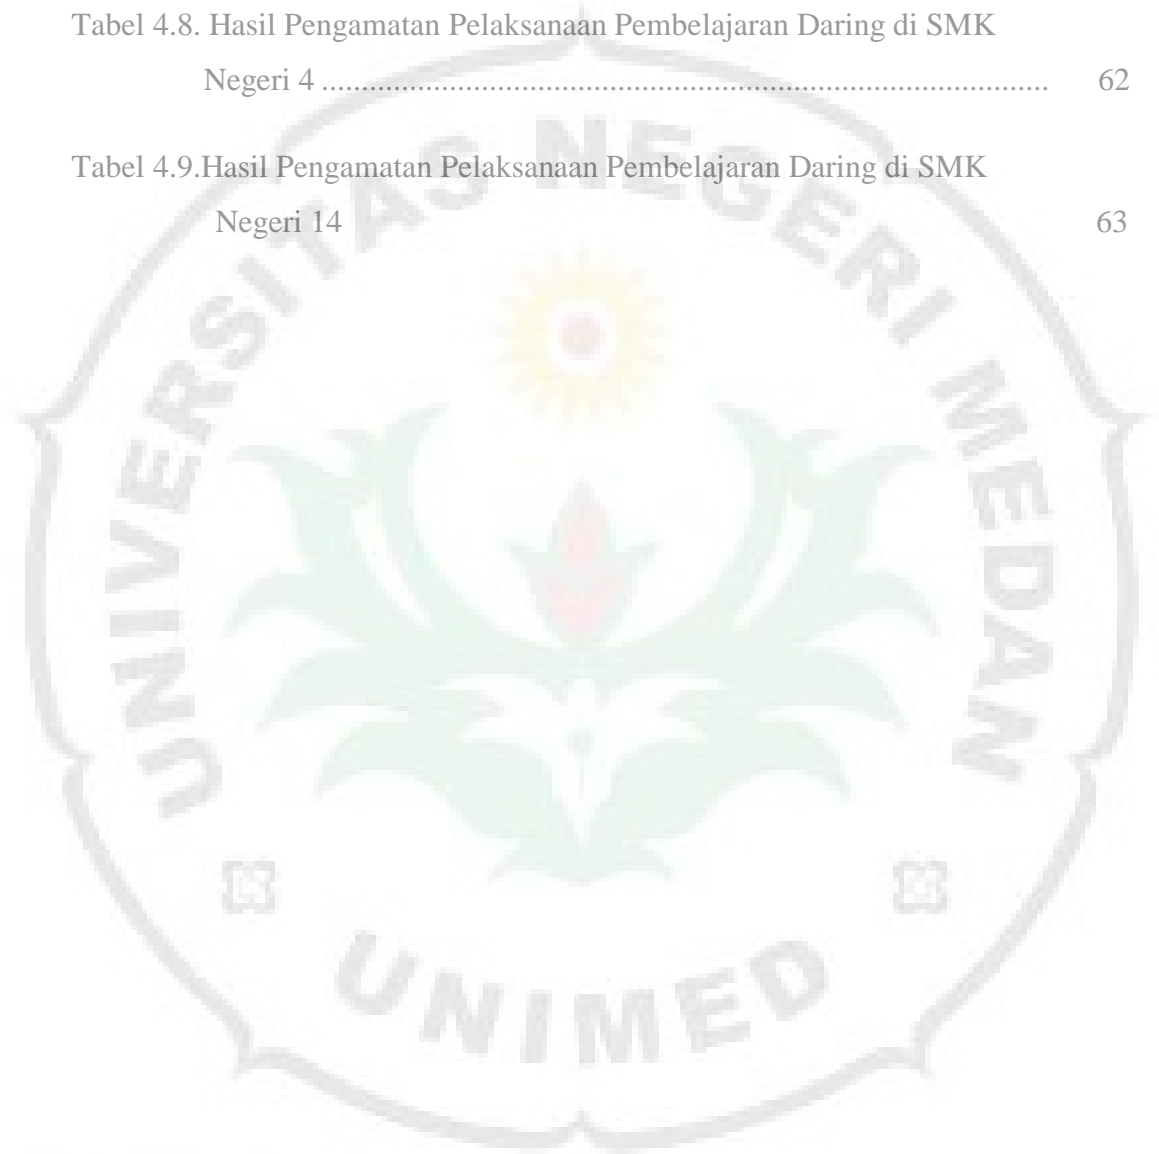 Tabel 4.8. Hasil Pengamatan Pelaksanaan Pembelajaran Daring di SMK
Negeri 4 ........................................................................................... 62
Tabel 4.9.Hasil Pengamatan Pelaksanaan Pembelajaran Daring di SMK
Negeri 14 63
UNIVERSITAS NEGERI MEDAN
UNIMED